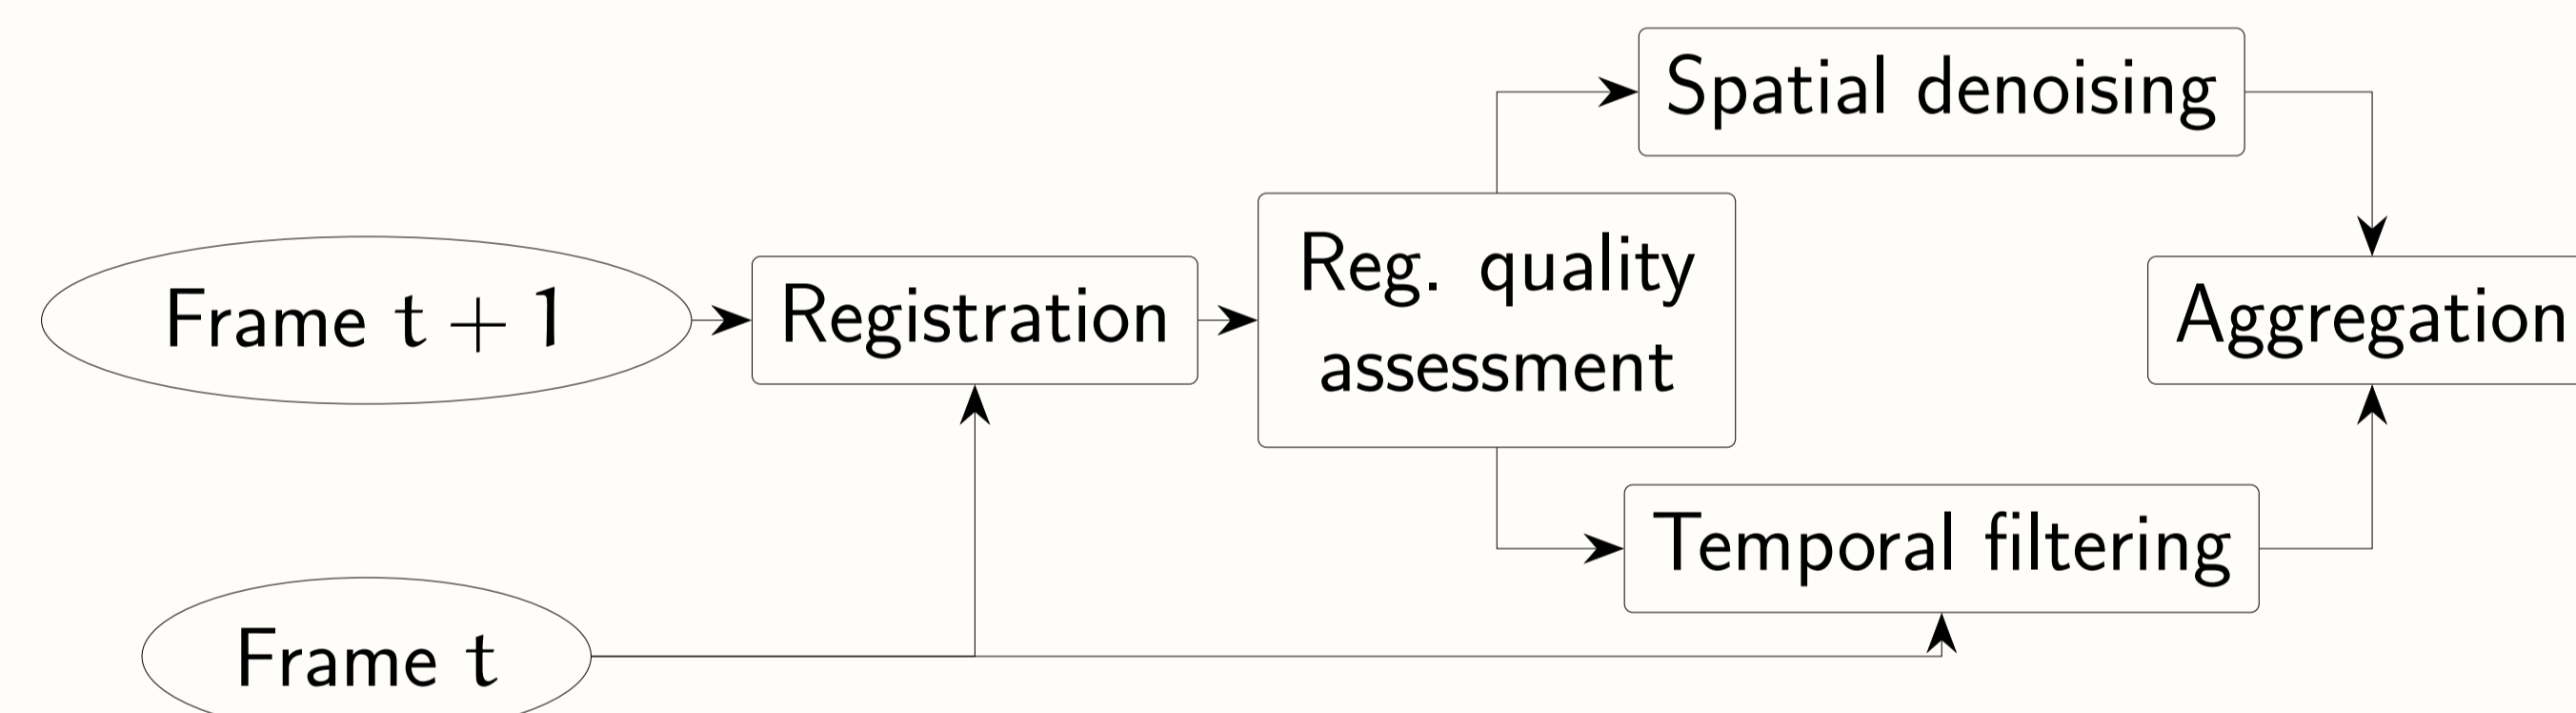 Spatial denoising
Frame t + 1
Registration
Reg. quality
assessment
Aggregation
Temporal filtering
Frame t